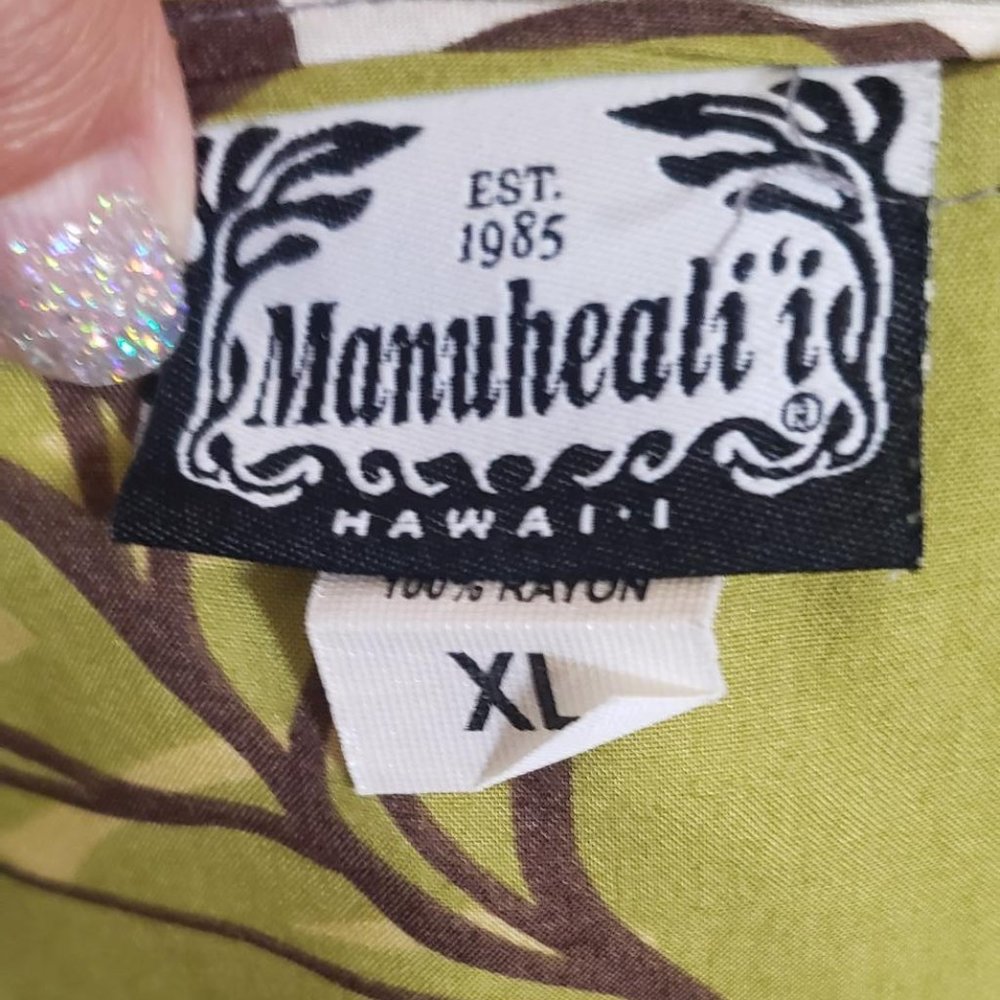 EST.
1985
Manuheali‘i®
HAWAI‘I
100% RAYON
XL